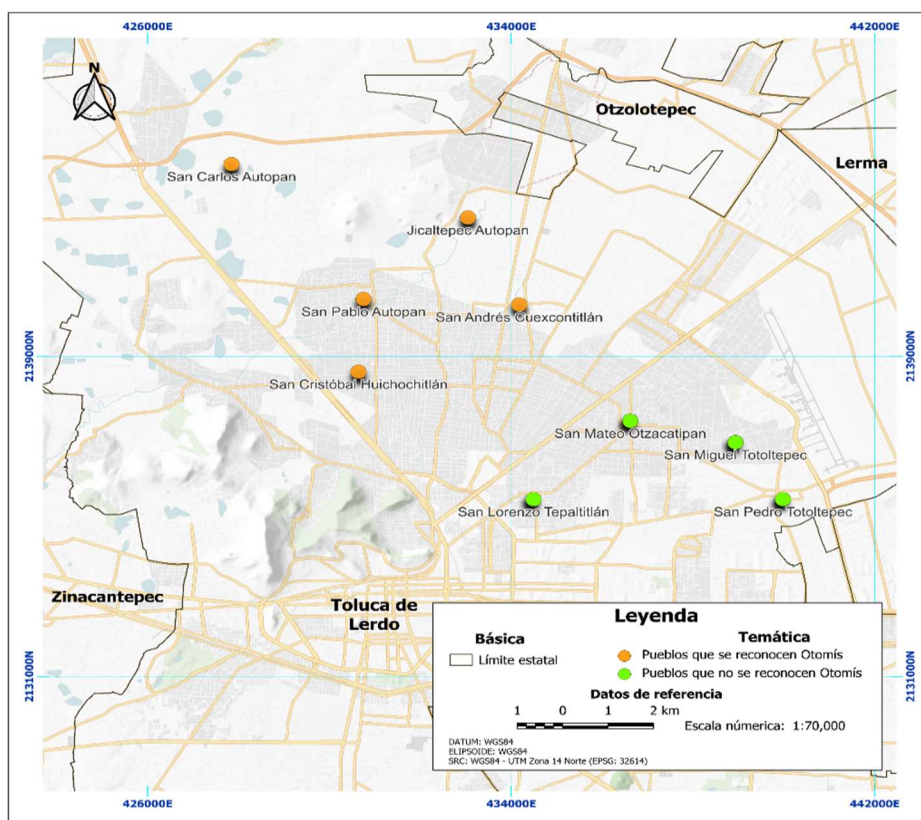 426000E
434000E
442000E
N
Otzolotepec
Lerma
San Carlos Autopan
Jicaltepec Autopan
San Pablo Autopan
San Andrés Cuexcontitlán
2139000N
2139000N
San Cristóbal Huichochitlán
San Mateo Otzacatipan
San Miguel Totoltepec
San Lorenzo Tepaltitlán
San Pedro Totoltepec
Zinacantepec
Toluca de
Lerdo
Leyenda
Básica
Temática
Límite estatal
Pueblos que se reconocen Otomís
Pueblos que no se reconocen Otomís
Datos de referencia
1 0 1 2 km
Escala númerica: 1:70,000
DATUM: WGS84
ELIPSOIDE: WGS84
SRC: WGS84 - UTM Zona 14 Norte (EPSG: 32614)
2131000N
2131000N
426000E
434000E
442000E